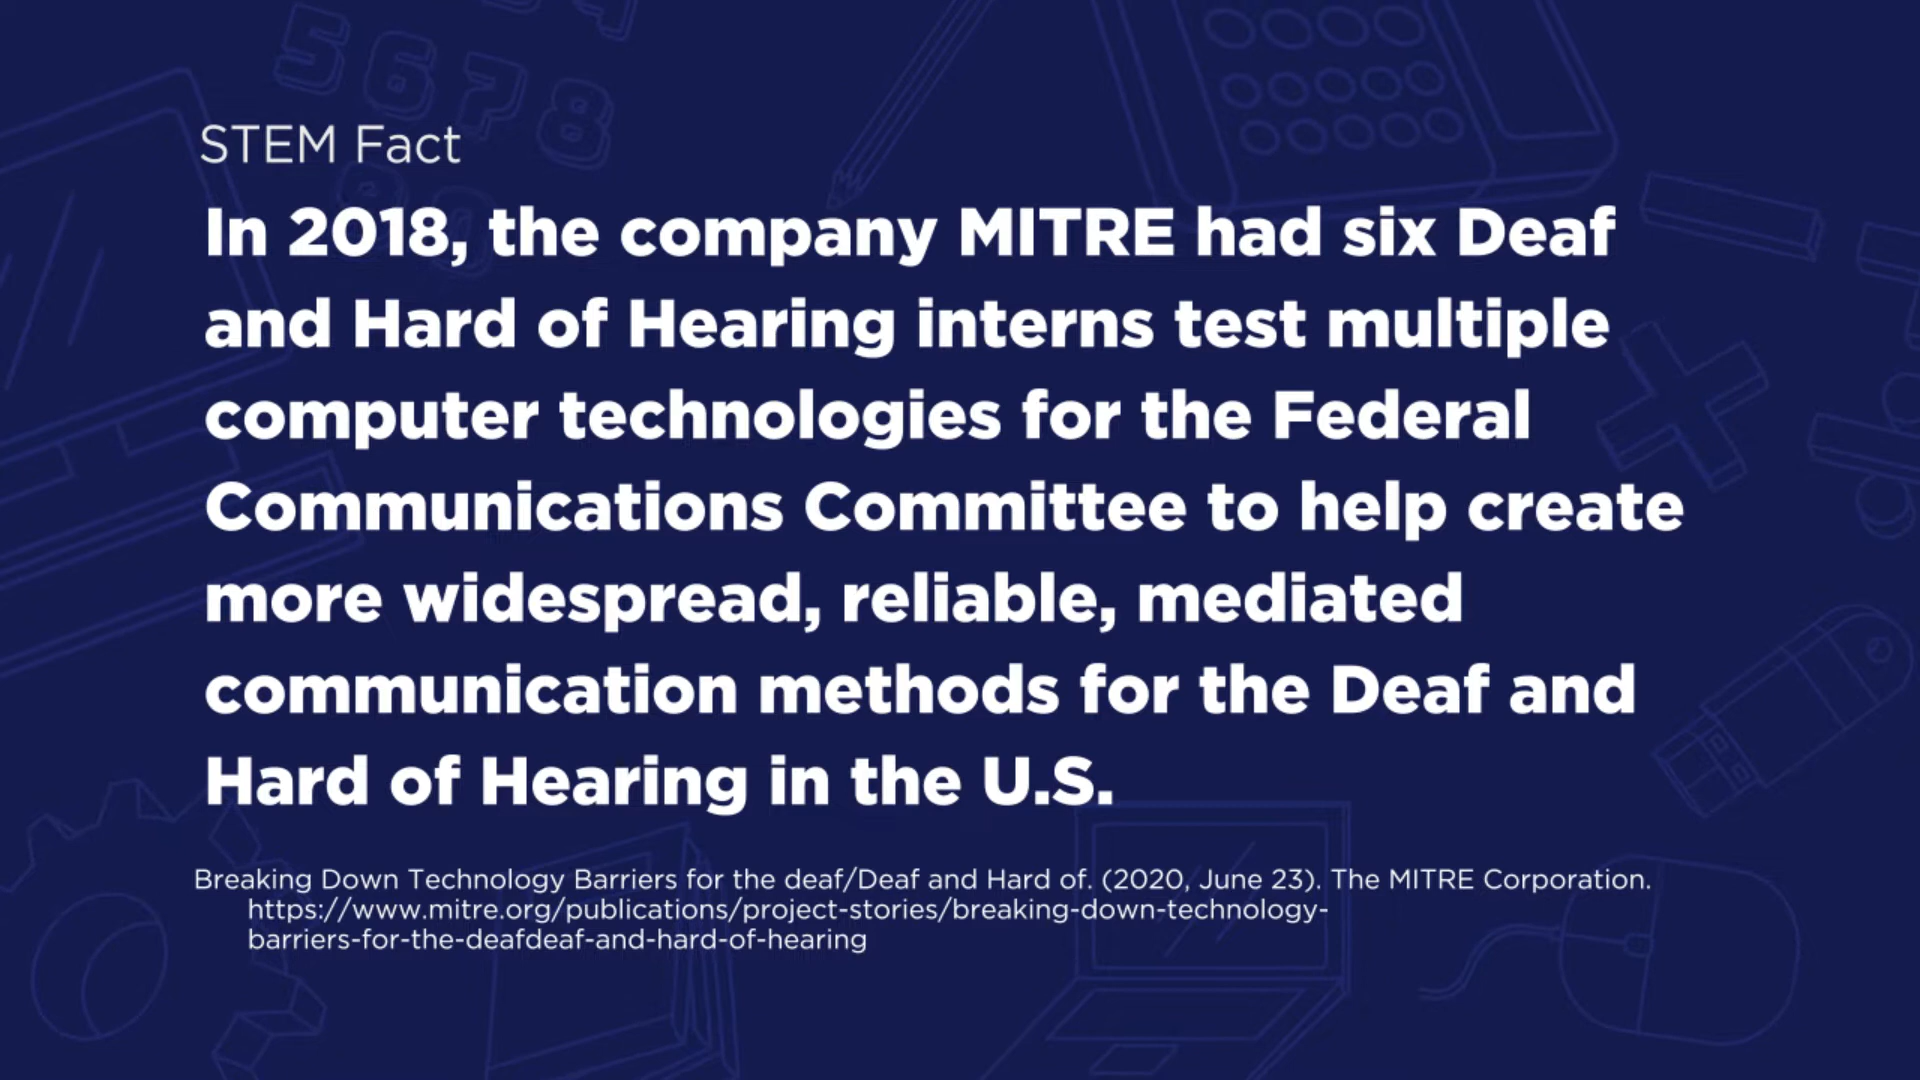 STEM Fact
In 2018, the company MITRE had six Deaf
and Hard of Hearing interns test multiple
computer technologies for the Federal
Communications Committee to help create
more widespread, reliable, mediated
communication methods for the Deaf and
Hard of Hearing in the U.S.
Breaking Down Technology Barriers for the deaf/Deaf and Hard of. (2020, June 23). The MITRE Corporation.
https://www.mitre.org/publications/project-stories/breaking-down-technology-
barriers-for-the-deafdeaf-and-hard-of-hearing